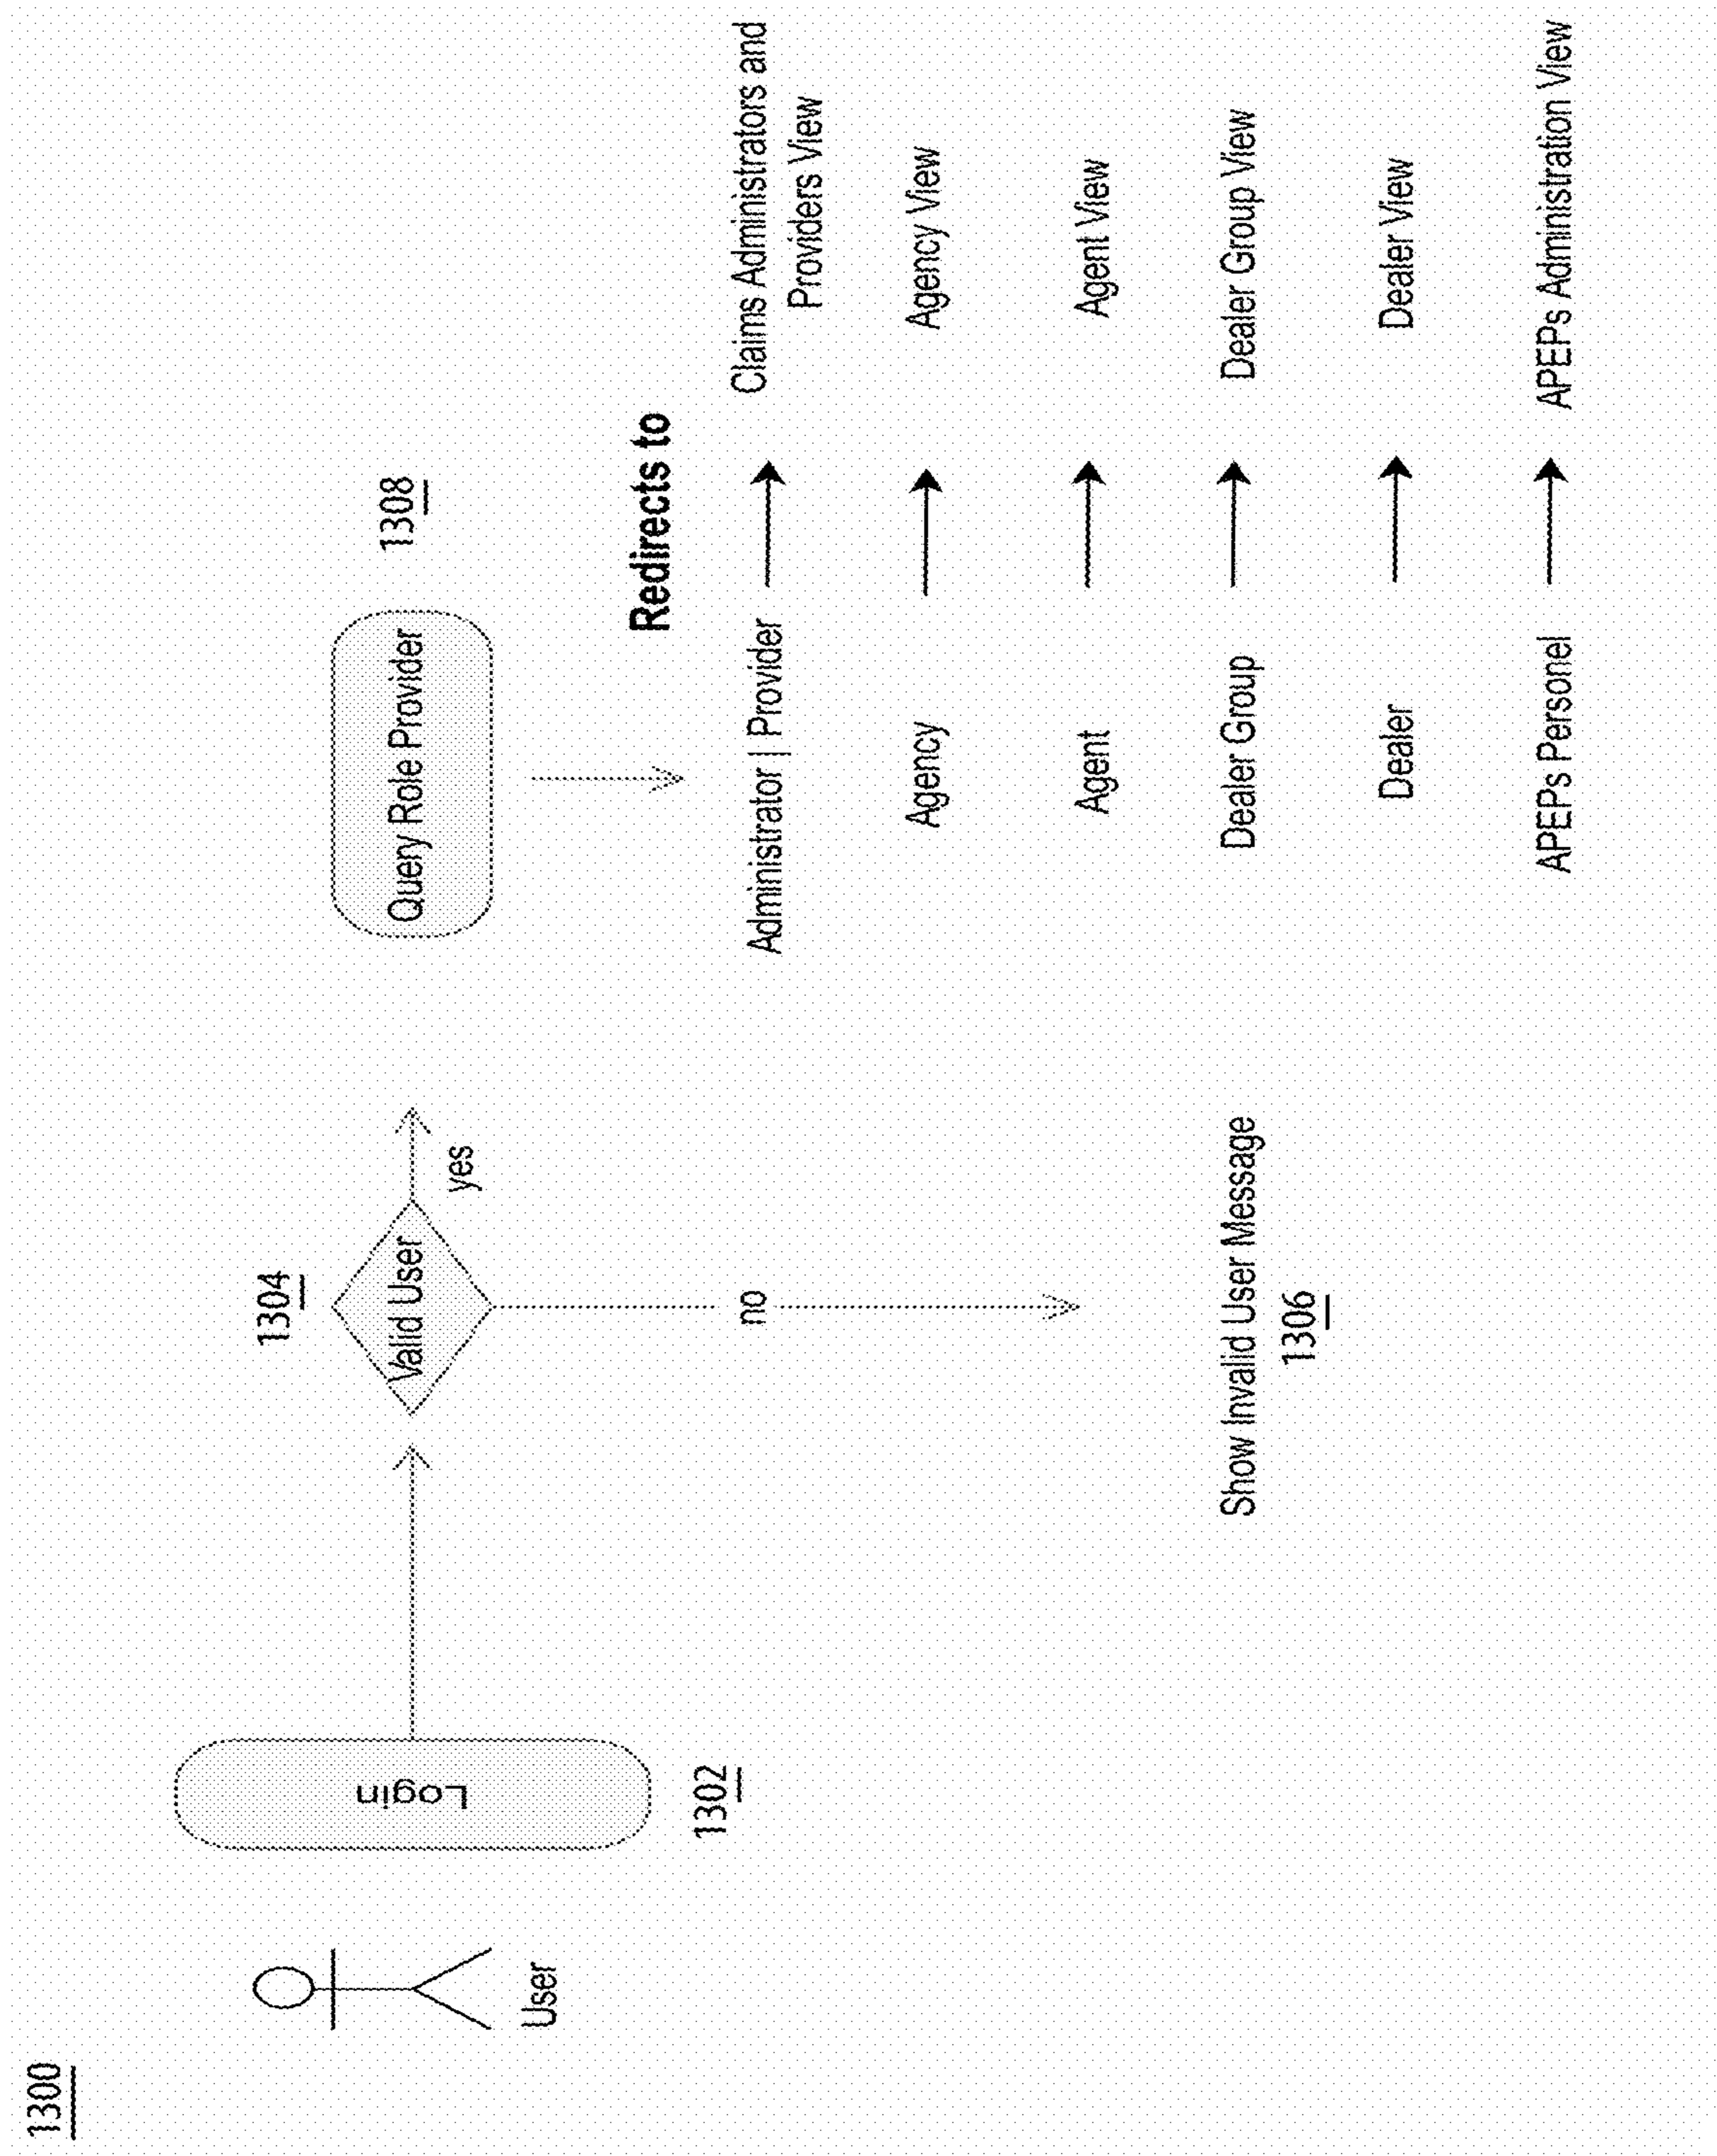 1300
User
Login
1302
1304
Valid User
yes
no
Show Invalid User Message
1306
Query Role Provider
1308
Redirects to
Administrator | Provider
Claims Administrators and
Providers View
Agency
Agency View
Agent
Agent View
Dealer Group
Dealer Group View
Dealer
Dealer View
APEPs Personel
APEPs Administration View